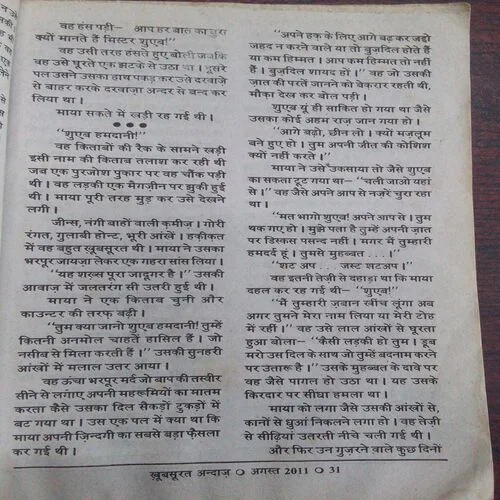 वह हंस पड़ी– आप हर बात का बुरा
क्यों मानते हैं मिस्टर शुएब!''
वह उसी तरह हंसते हुए बोली जबकि
वह उसे घूरते एक झटके से उठा था। दूसरे
पल उसने उसका हाथ पकड़ कर उसे दरवाज़े
से बाहर करके दरवाज़ा अन्दर से बन्द कर
लिया था।
माया सकते में खड़ी रह गई थी।
●●●
''शुएब हमदानी!''
वह किताबों की रैक के सामने खड़ी
इसी नाम की किताब तलाश कर रही थी
जब एक पुरजोश पुकार पर वह चौंक पड़ी
थी। वह लड़की एक मैगज़ीन पर झुकी हुई
थी। माया पूरी तरह मुड़ कर उसे देखने
लगी।
जीन्स, नंगी बाहों वाली क़मीज़। गोरी
रंगत, गुलाबी होन्ट, भूरी आंखें। हक़ीक़त
में वह बहुत ख़ूबसूरत थी। माया ने उसका
भरपूर जायज़ा लेकर एक गहरा सांस लिया।
''यह शख्स पूरा जादूगर है।'' उसकी
आवाज़ में जलतरंग सी उतरी हुई थी।
माया ने एक किताब चुनी और
काउन्टर की तरफ़ बढ़ी।
''तुम क्या जानो शुएब हमदानी! तुम्हें
कितनी अनमोल चाहतें हासिल हैं। जो
नसीब से मिला करती हैं।'' उसकी सुनहरी
आंखों में मलाल उतर आया।
वह ऊंचा भरपूर मर्द जो बाप की तस्वीर
सीने से लगाए अपनी महरूमियों का मातम
करता कैसे उसका दिल सैकड़ों टुकड़ों में
बट गया था। उस एक पल में क्या था कि
माया अपनी ज़िन्दगी का सबसे बड़ा फ़ैसला
कर गई थी।
''अपने हक़ के लिए आगे बढ़ कर जद्दो
जहद न करने वाले या तो बुज़दिल होते हैं
या कम हिम्मत। आप कम हिम्मत तो नहीं
हैं। बुज़दिल शायद हों।'' वह जो उसकी
ज़ात की परतें जानने को बेकरार रहती थी,
मौक़ा देख कर बोल पड़ी।
शुएब यूं ही साकित हो गया था जैसे
उसका कोई अहम राज़ जान गया हो।
''आगे बढ़ो, छीन लो। क्यों मज़लूम
बने हुए हो। तुम अपनी जीत की कोशिश
क्यों नहीं करते।''
माया ने उसे उकसाया तो जैसे शुएब
का सकता टूट गया था– ''चली जाओ यहां
से।'' वह जैसे अपने आप से नज़रें चुरा रहा
था।
''मत भागो शुएब! अपने आप से। तुम
थक गए हो। मुझे पता है तुम्हें अपनी ज़ात
पर डिसकस पसन्द नहीं। मगर मैं तुम्हारी
हमदर्द हूं। तुमसे मुहब्बत...।''
''शट अप... जस्ट शटअप।''
वह इतनी तेज़ी से दहाड़ा था कि माया
दहल कर रह गई थी– ''शुएब!''
''मैं तुम्हारी ज़बान खींच लूंगा अब
अगर तुमने मेरा नाम लिया या मेरी टोह
में रहीं।'' वह उसे लाल आंखों से घूरता
हुआ बोला– ''कैसी लड़की हो तुम। डूब
मरो उस दिल के साथ जो तुम्हें बदनाम करने
पर उतारू है।'' उसके मुहब्बत के दावे पर
वह जैसे पागल हो उठा था। यह उसके
किरदार पर सीधा हमला था।
माया को लगा जैसे उसकी आंखों से,
कानों से धुंआ निकलने लगा हो। वह तेज़ी
से सीढ़ियां उतरती नीचे चली गई थी।
और फिर उन गुज़रने वाले कुछ दिनों
ख़ूबसूरत अन्दाज़ ○ अगस्त 2011 ○ 31